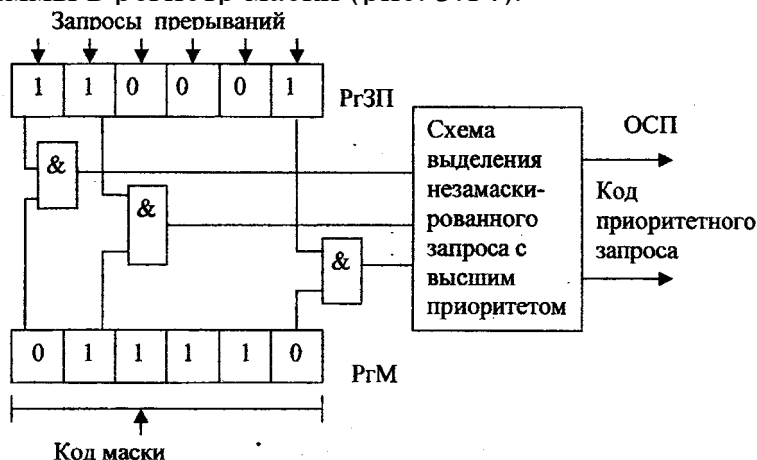 Запросы прерываний
1 1 0 0 0 1
РгЗП
&
&
&
Схема
выделения
незамаски-
рованного
запроса с
высшим
приоритетом
ОСП
Код
приоритетного
запроса
0 1 1 1 1 0
РгМ
Код маски